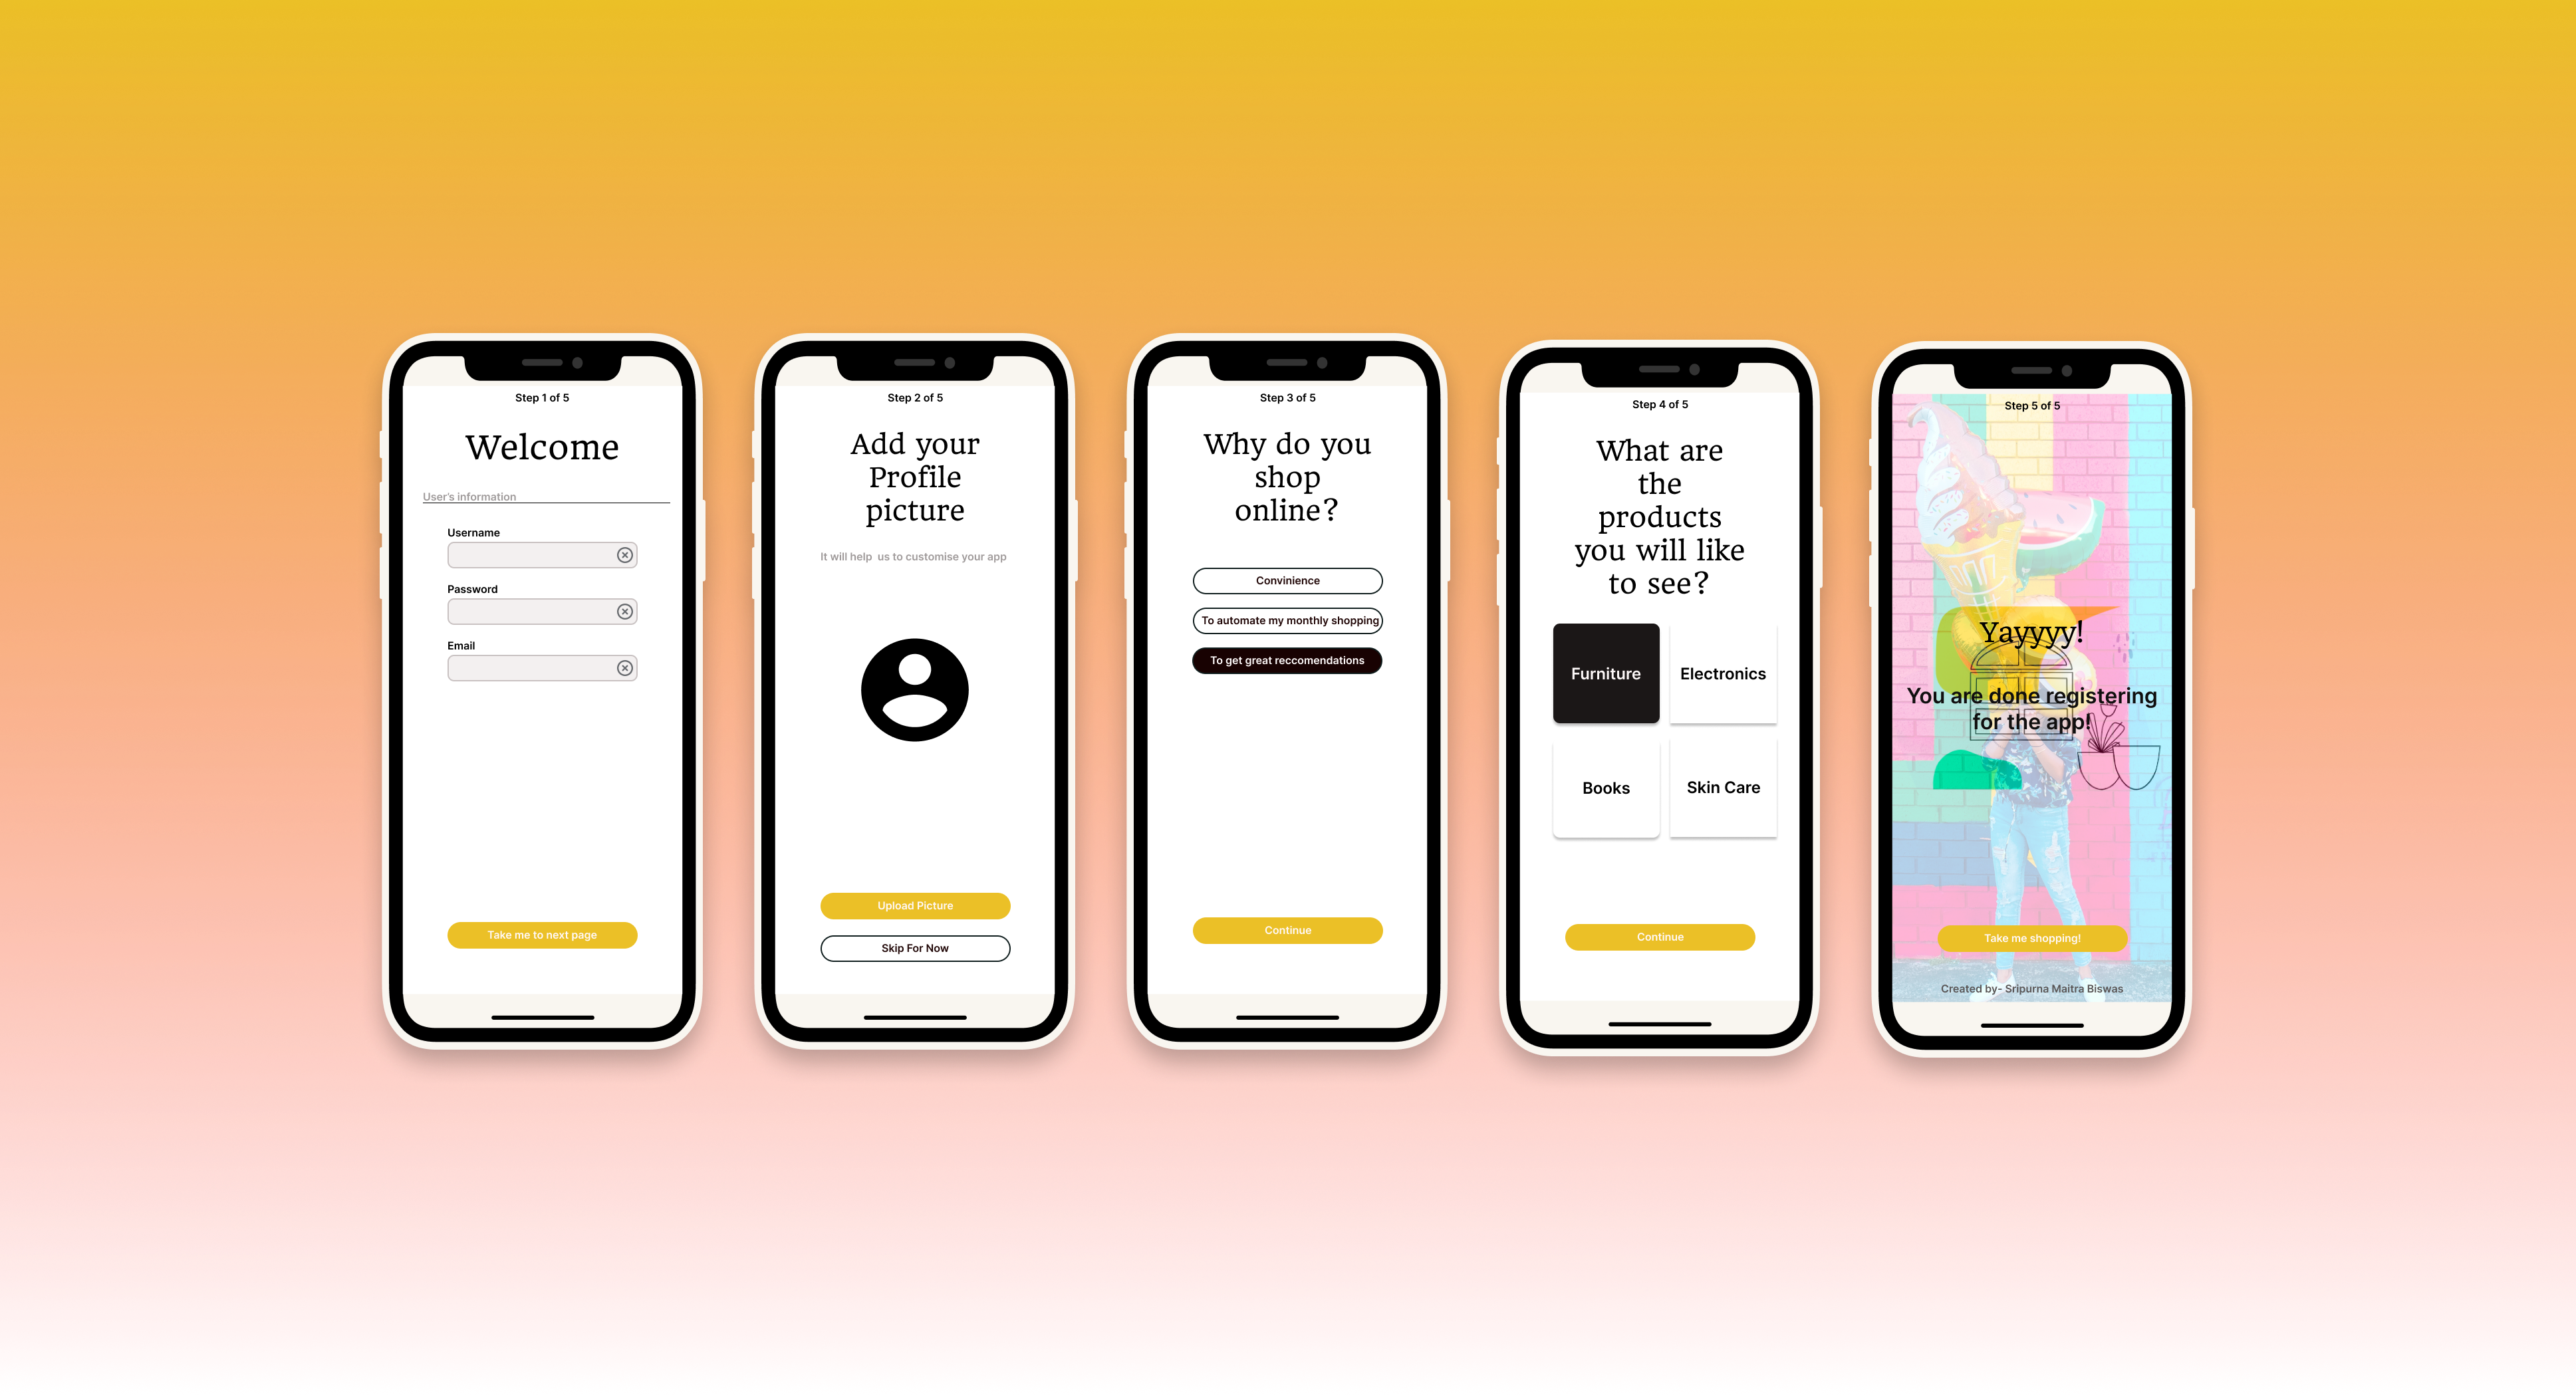 Step 1 of 5
Welcome
User's information
Username
Password
Email
Take me to next page
Step 2 of 5
Add your
Profile
picture
It will help us to customise your app
Upload Picture
Skip For Now
Step 3 of 5
Why do you
shop
online?
Convinience
To automate my monthly shopping
To get great reccomendations
Continue
Step 4 of 5
What are
the
products
you will like
to see?
Furniture
Electronics
Books
Skin Care
Continue
Step 5 of 5
Yayyyy!
You are done registering
for the app!
Take me shopping!
Created by- Sripurna Maitra Biswas